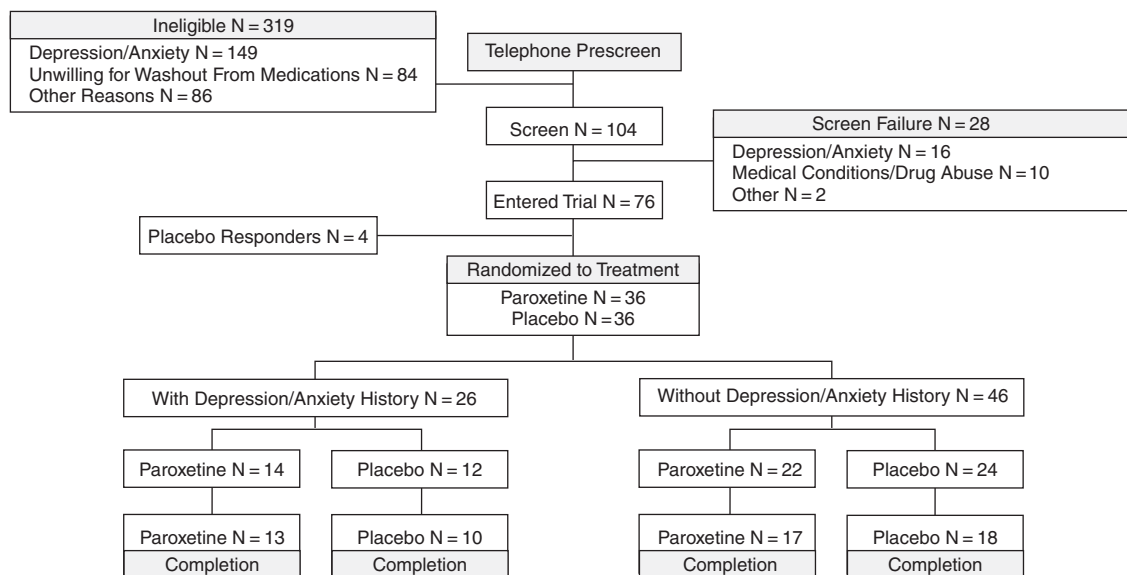 Ineligible N = 319
Depression/Anxiety N = 149
Unwilling for Washout From Medications N = 84
Other Reasons N = 86
Telephone Prescreen
Screen N = 104
Screen Failure N = 28
Depression/Anxiety N = 16
Medical Conditions/Drug Abuse N = 10
Other N = 2
Entered Trial N = 76
Placebo Responders N = 4
Randomized to Treatment
Paroxetine N = 36
Placebo N = 36
With Depression/Anxiety History N = 26
Without Depression/Anxiety History N = 46
Paroxetine N = 14
Placebo N = 12
Paroxetine N = 22
Placebo N = 24
Paroxetine N = 13
Completion
Placebo N = 10
Completion
Paroxetine N = 17
Completion
Placebo N = 18
Completion